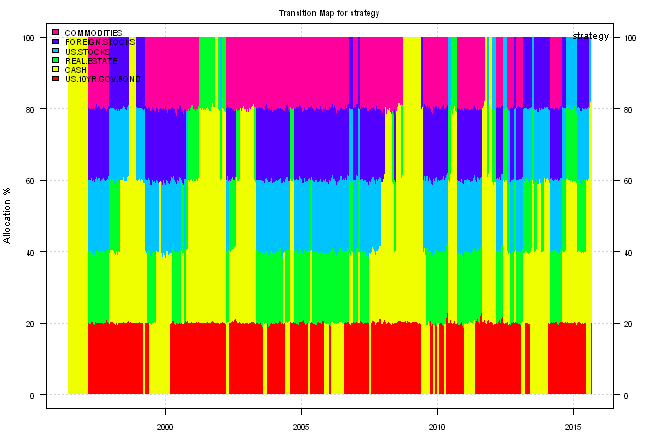 Transition Map for strategy
strategy
COMMODITIES
FOREIGN.STOCKS
US.STOCKS
REAL.ESTATE
CASH
US.10YR.GOV.BOND
Allocation %
100
80
60
40
20
0
100
80
60
40
20
0
2000 2005 2010 2015